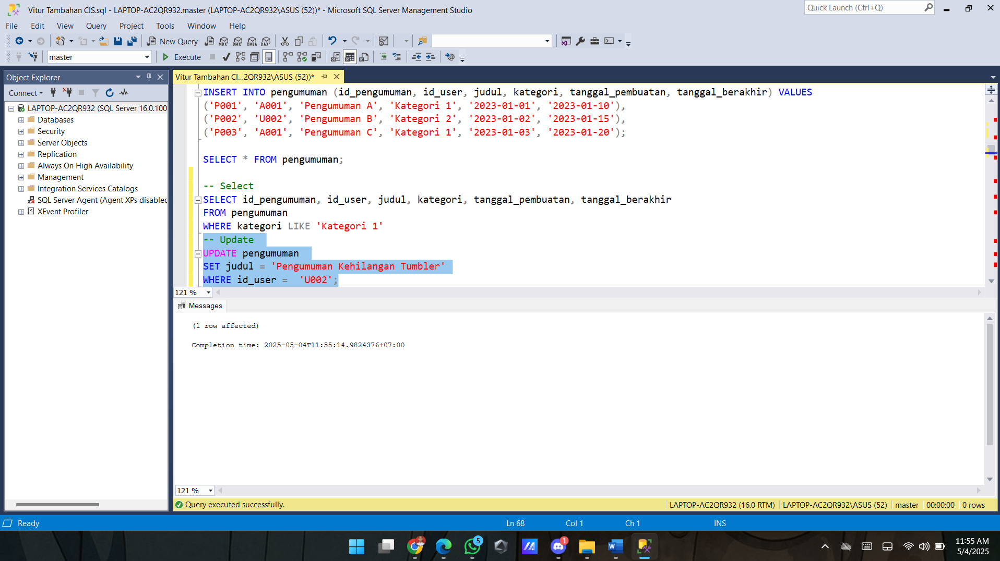 Vitur Tambahan CIS.sql - LAPTOP-AC2QR932.master (LAPTOP-AC2QR932\ASUS (52))* - Microsoft SQL Server Management Studio
Quick Launch (Ctrl+Q)
File Edit View Query Project Tools Window Help
New Query MDX DMX XMLA DAX
master Execute
Object Explorer
Vitur Tambahan CI...2QR932\ASUS (52))*
Connect
LAPTOP-AC2QR932 (SQL Server 16.0.100
Databases
Security
Server Objects
Replication
Always On High Availability
Management
Integration Services Catalogs
SQL Server Agent (Agent XPs disabled
XEvent Profiler
INSERT INTO pengumuman (id_pengumuman, id_user, judul, kategori, tanggal_pembuatan, tanggal_berakhir) VALUES
('P001', 'A001', 'Pengumuman A', 'Kategori 1', '2023-01-01', '2023-01-10'),
('P002', 'U002', 'Pengumuman B', 'Kategori 2', '2023-01-02', '2023-01-15'),
('P003', 'A001', 'Pengumuman C', 'Kategori 1', '2023-01-03', '2023-01-20');
SELECT * FROM pengumuman;
-- Select
SELECT id_pengumuman, id_user, judul, kategori, tanggal_pembuatan, tanggal_berakhir
FROM pengumuman
WHERE kategori LIKE 'Kategori 1'
-- Update
UPDATE pengumuman
SET judul = 'Pengumuman Kehilangan Tumbler'
WHERE id_user =  'U002';
121 %
Messages
(1 row affected)
Completion time: 2025-05-04T11:55:14.9824376+07:00
121 %
Query executed successfully.
LAPTOP-AC2QR932 (16.0 RTM) LAPTOP-AC2QR932\ASUS (52) master 00:00:00 0 rows
Ready Ln 68 Col 1 Ch 1 INS
5
1
11:55 AM
5/4/2025